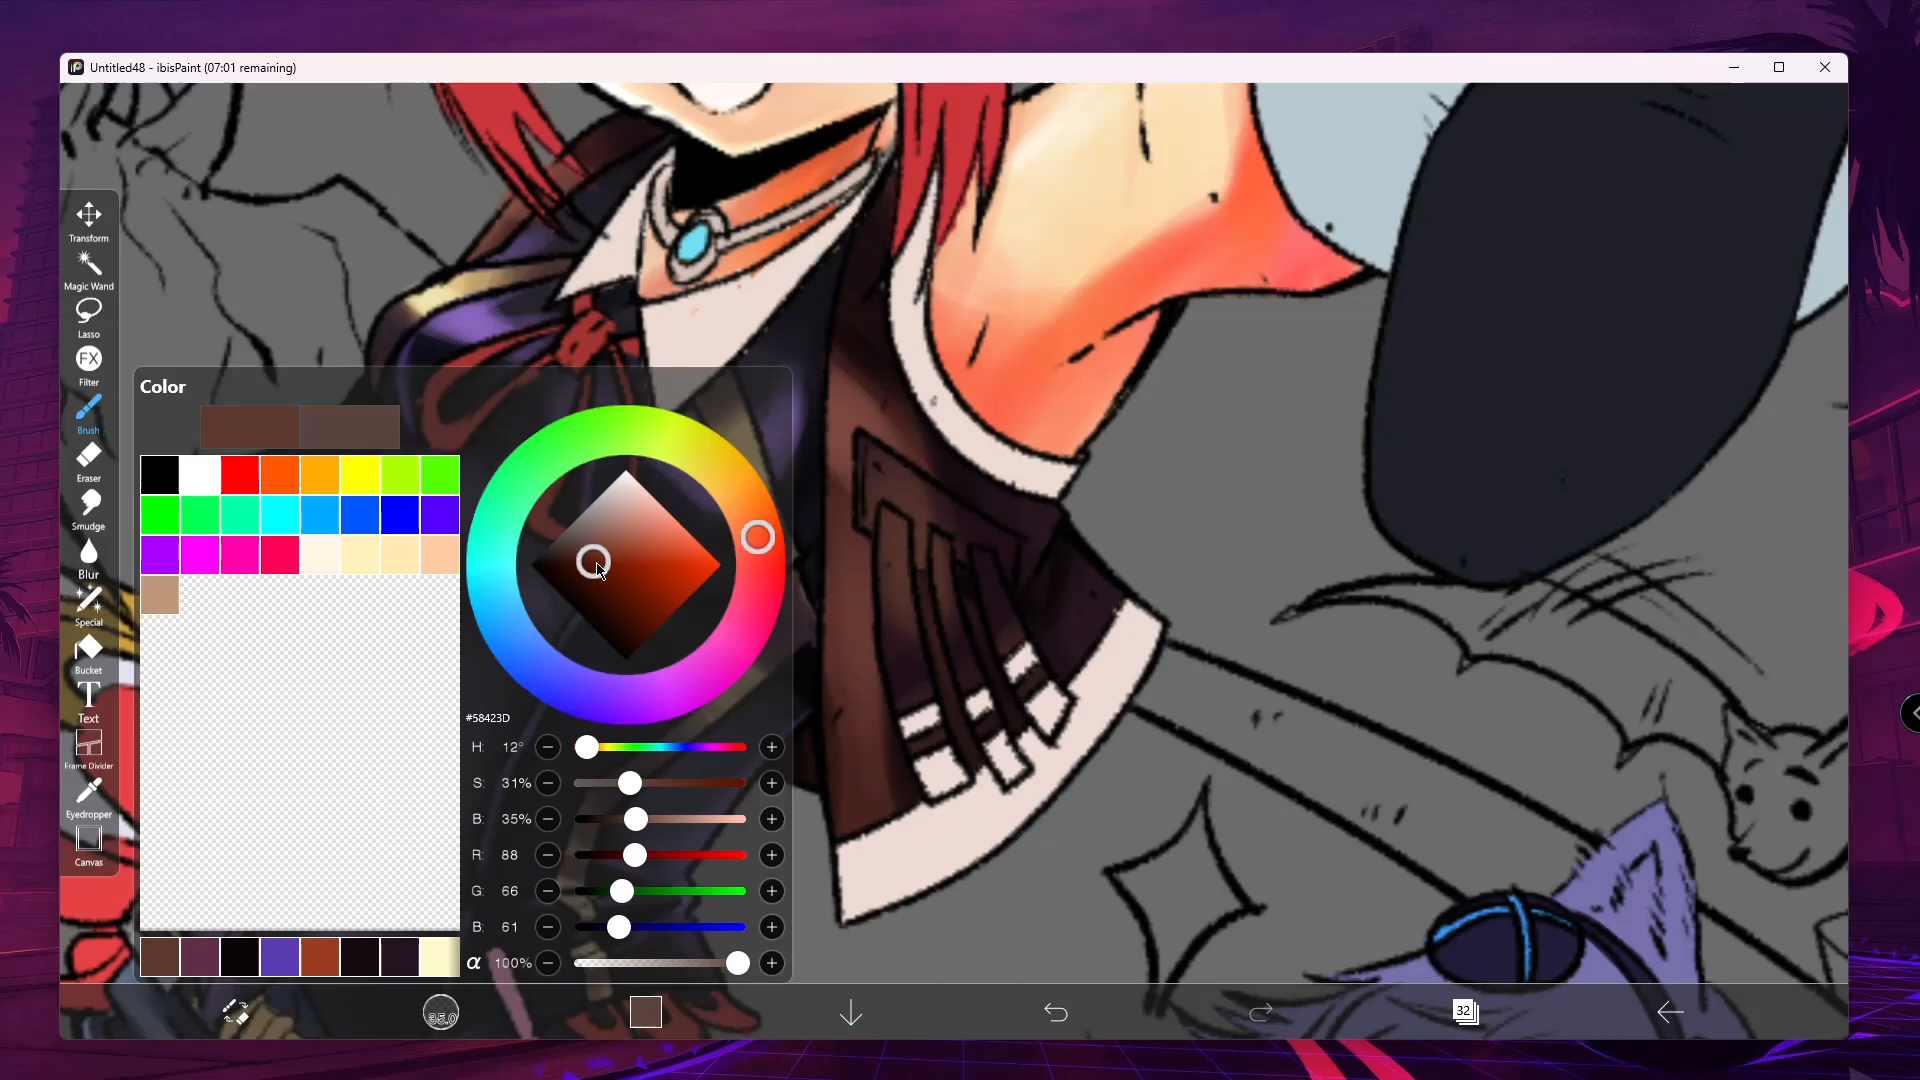 Untitled48 - ibisPaint (07:01 remaining)
Transform
Magic Wand
Lasso
FX
Filter
Brush
Eraser
Smudge
Blur
Special
Bucket
T
Text
Frame Divider
Eyedropper
Canvas
Color
#58423D
H: 12°
S: 31%
B: 35%
R: 88
G: 66
B: 61
α 100%
35.0
32